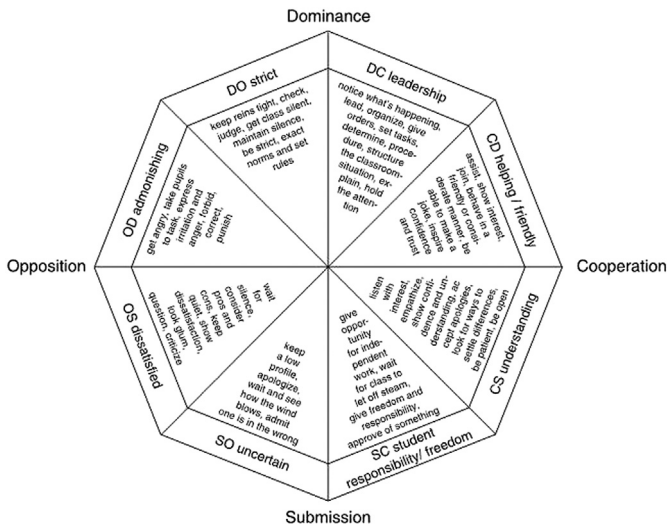 Dominance
DO strict
keep reins tight, check,
judge, get class silent,
maintain silence,
be strict, exact
norms and set
rules
DC leadership
notice what's happening,
lead, organize, give
orders, set tasks,
determine, proce-
dure, structure
the classroom-
situation, ex-
plain, hold
the atten-
tion
CD helping / friendly
assist, show interest,
join, behave in a
friendly or consi-
derate manner, be
able to make a
joke, inspire
confidence
and trust
Cooperation
CS understanding
listen
with
interest,
empathize,
show confi-
dence and un-
derstanding, ac
cept apologies,
look for ways to
settle differences,
be patient, be open
SC student
responsibility/ freedom
give
oppor-
tunity
for inde-
pendent
work, wait
for class to
let off steam,
give freedom and
responsibility,
approve of something
Submission
SO uncertain
keep
a low
profile,
apologize,
wait and see
how the wind
blows, admit
one is in the wrong
OS dissatisfied
wait
for
silence,
consider
pros and
cons, keep
quiet, show
dissatisfaction,
look glum,
question, criticize
Opposition
OD admonishing
get angry, take pupils
to task, express
irritation and
anger, forbid,
correct,
punish